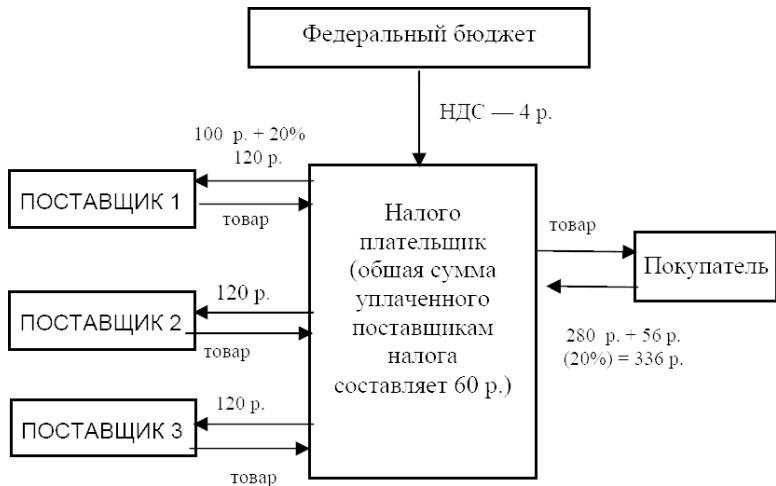 Федеральный бюджет
НДС — 4 р.
100 р. + 20%
120 р.
ПОСТАВЩИК 1
товар
120 р.
ПОСТАВЩИК 2
товар
120 р.
ПОСТАВЩИК 3
товар
Налого
плательщик
(общая сумма
уплаченного
поставщикам
налога
составляет 60 р.)
товар
Покупатель
280 р. + 56 р.
(20%) = 336 р.